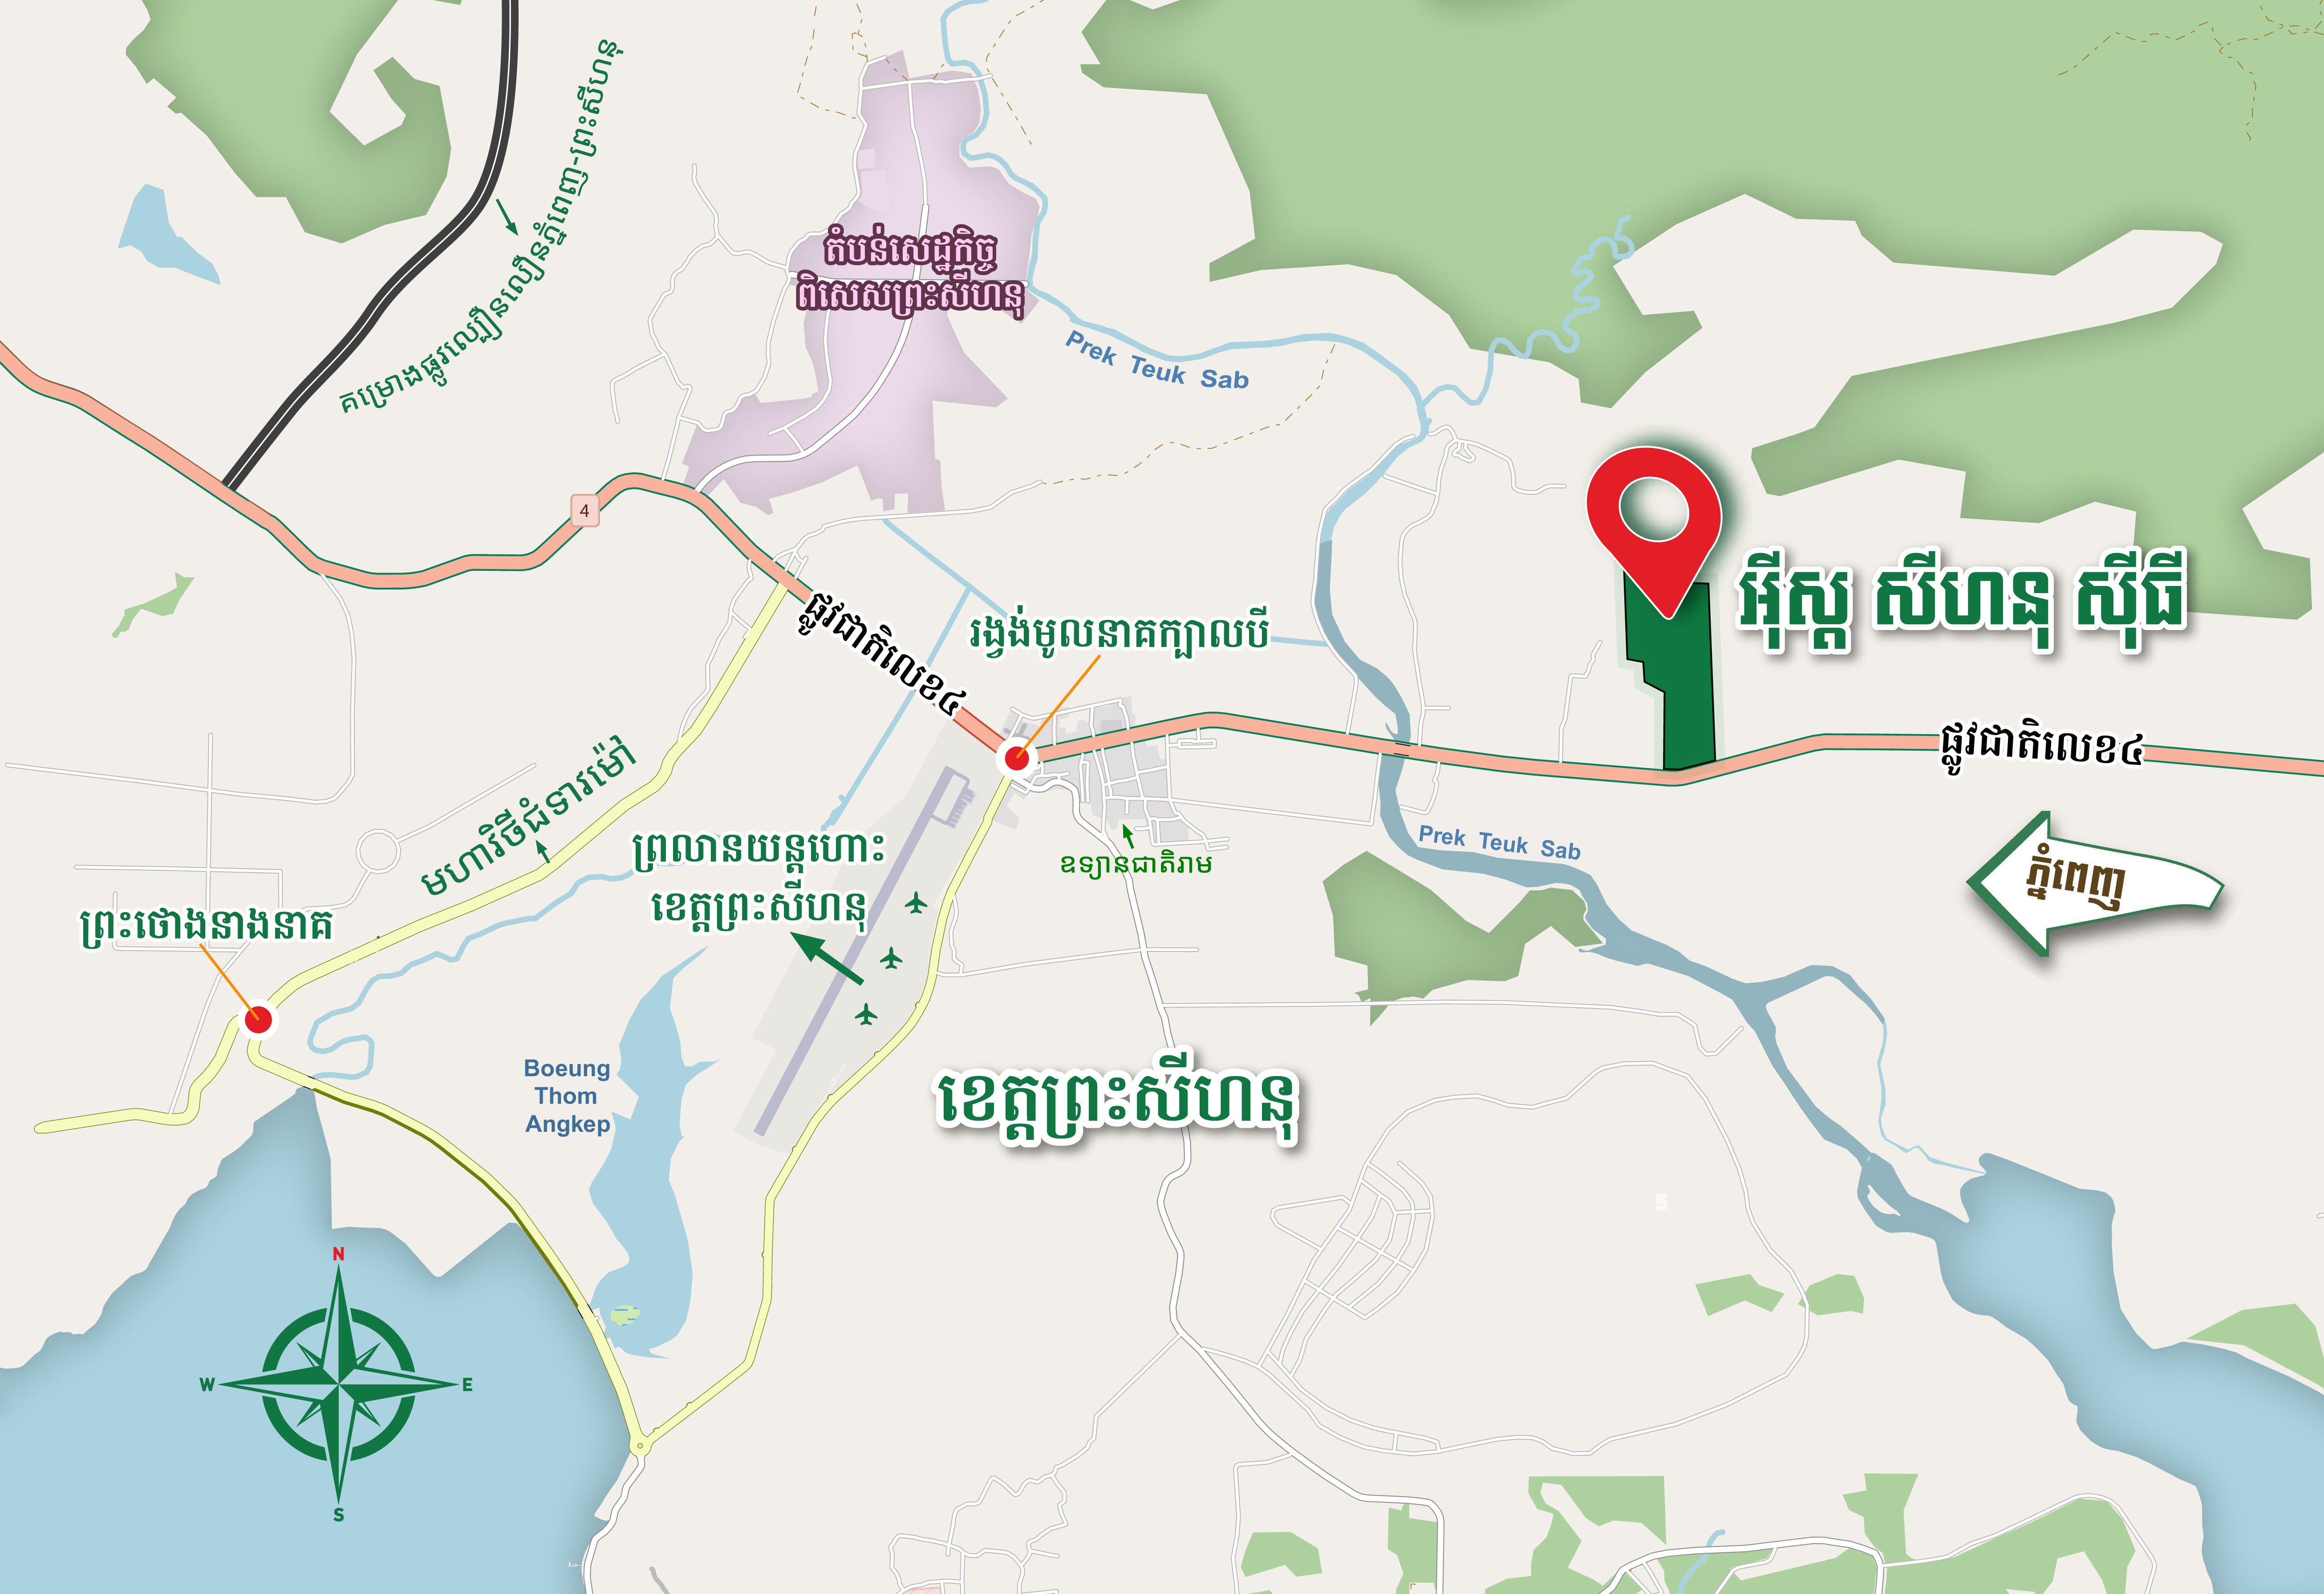 គម្រោងផ្លូវល្បឿនលឿនភ្នំពេញ-ព្រះសីហនុ
តំបន់សេដ្ឋកិច្ច
ពិសេសព្រះសីហនុ
Prek Teuk Sab
4
អ៊ីស្ត សីហនុ ស៊ីធី
ផ្លូវជាតិលេខ៤
រង្វង់មូលនាគក្បាលបី
ផ្លូវជាតិលេខ៤
មហាវិថីជំទាវម៉ៅ
Prek Teuk Sab
ឧទ្យានជាតិរាម
ព្រលានយន្តហោះ
ខេត្តព្រះសីហនុ
ភ្នំពេញ
ព្រះថោងនាងនាគ
Boeung
Thom
Angkep
ខេត្តព្រះសីហនុ
S
N
W
E
S